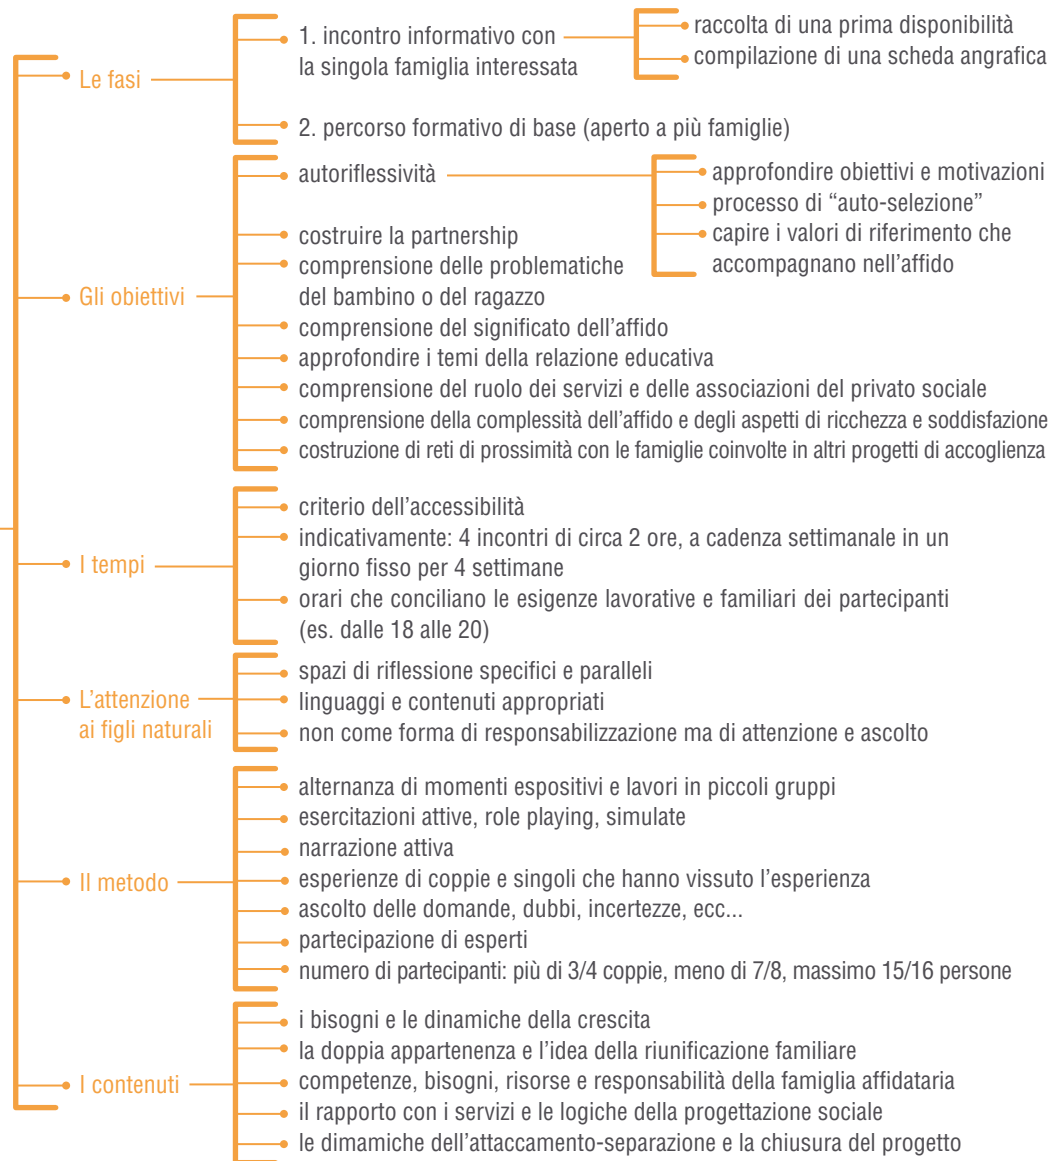 Le fasi
1. incontro informativo con
la singola famiglia interessata
raccolta di una prima disponibilità
compilazione di una scheda angrafica
2. percorso formativo di base (aperto a più famiglie)
Gli obiettivi
autoriflessività
approfondire obiettivi e motivazioni
processo di “auto-selezione”
capire i valori di riferimento che
accompagnano nell’affido
costruire la partnership
comprensione delle problematiche
del bambino o del ragazzo
comprensione del significato dell’affido
approfondire i temi della relazione educativa
comprensione del ruolo dei servizi e delle associazioni del privato sociale
comprensione della complessità dell’affido e degli aspetti di ricchezza e soddisfazione
costruzione di reti di prossimità con le famiglie coinvolte in altri progetti di accoglienza
I tempi
criterio dell’accessibilità
indicativamente: 4 incontri di circa 2 ore, a cadenza settimanale in un
giorno fisso per 4 settimane
orari che conciliano le esigenze lavorative e familiari dei partecipanti
(es. dalle 18 alle 20)
L’attenzione
ai figli naturali
spazi di riflessione specifici e paralleli
linguaggi e contenuti appropriati
non come forma di responsabilizzazione ma di attenzione e ascolto
Il metodo
alternanza di momenti espositivi e lavori in piccoli gruppi
esercitazioni attive, role playing, simulate
narrazione attiva
esperienze di coppie e singoli che hanno vissuto l’esperienza
ascolto delle domande, dubbi, incertezze, ecc...
partecipazione di esperti
numero di partecipanti: più di 3/4 coppie, meno di 7/8, massimo 15/16 persone
I contenuti
i bisogni e le dinamiche della crescita
la doppia appartenenza e l’idea della riunificazione familiare
competenze, bisogni, risorse e responsabilità della famiglia affidataria
il rapporto con i servizi e le logiche della progettazione sociale
le dimamiche dell’attaccamento-separazione e la chiusura del progetto